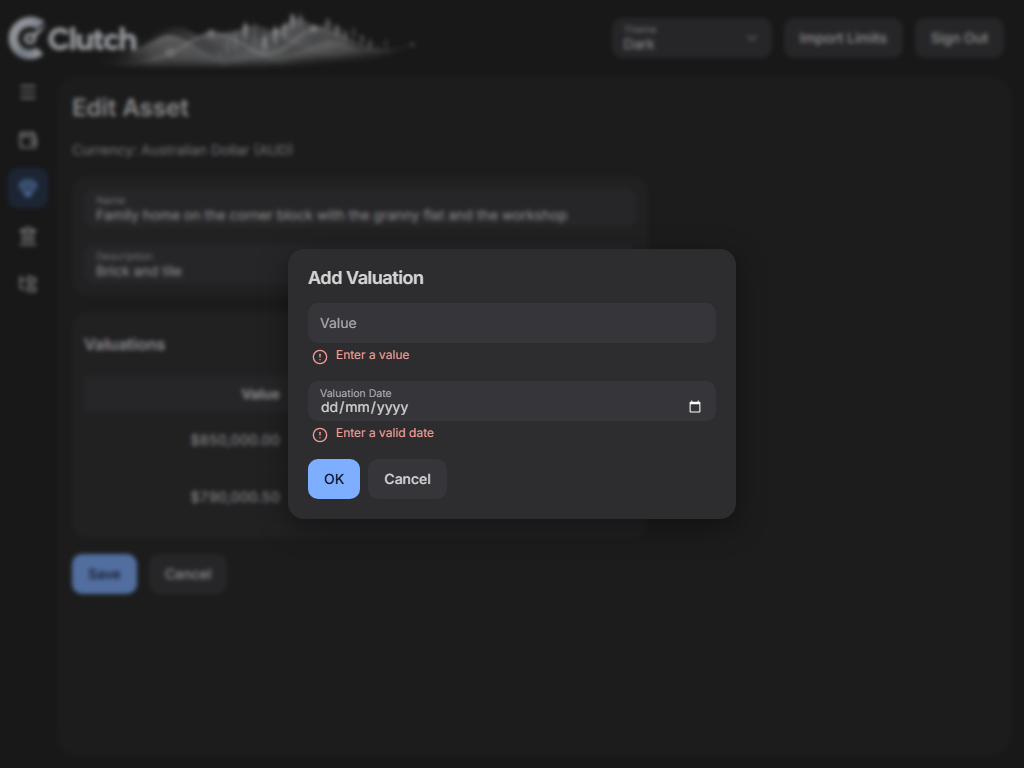 Clutch
Theme
Dark
Import Limits
Sign Out
Edit Asset
Currency: Australian Dollar (AUD)
Name
Family home on the corner block with the granny flat and the workshop
Description
Brick and tile
Add Valuation
Value
Enter a value
Valuation Date
dd/mm/yyyy
Enter a valid date
OK
Cancel
Valuations
Value
$850,000.00
$790,000.50
Save
Cancel